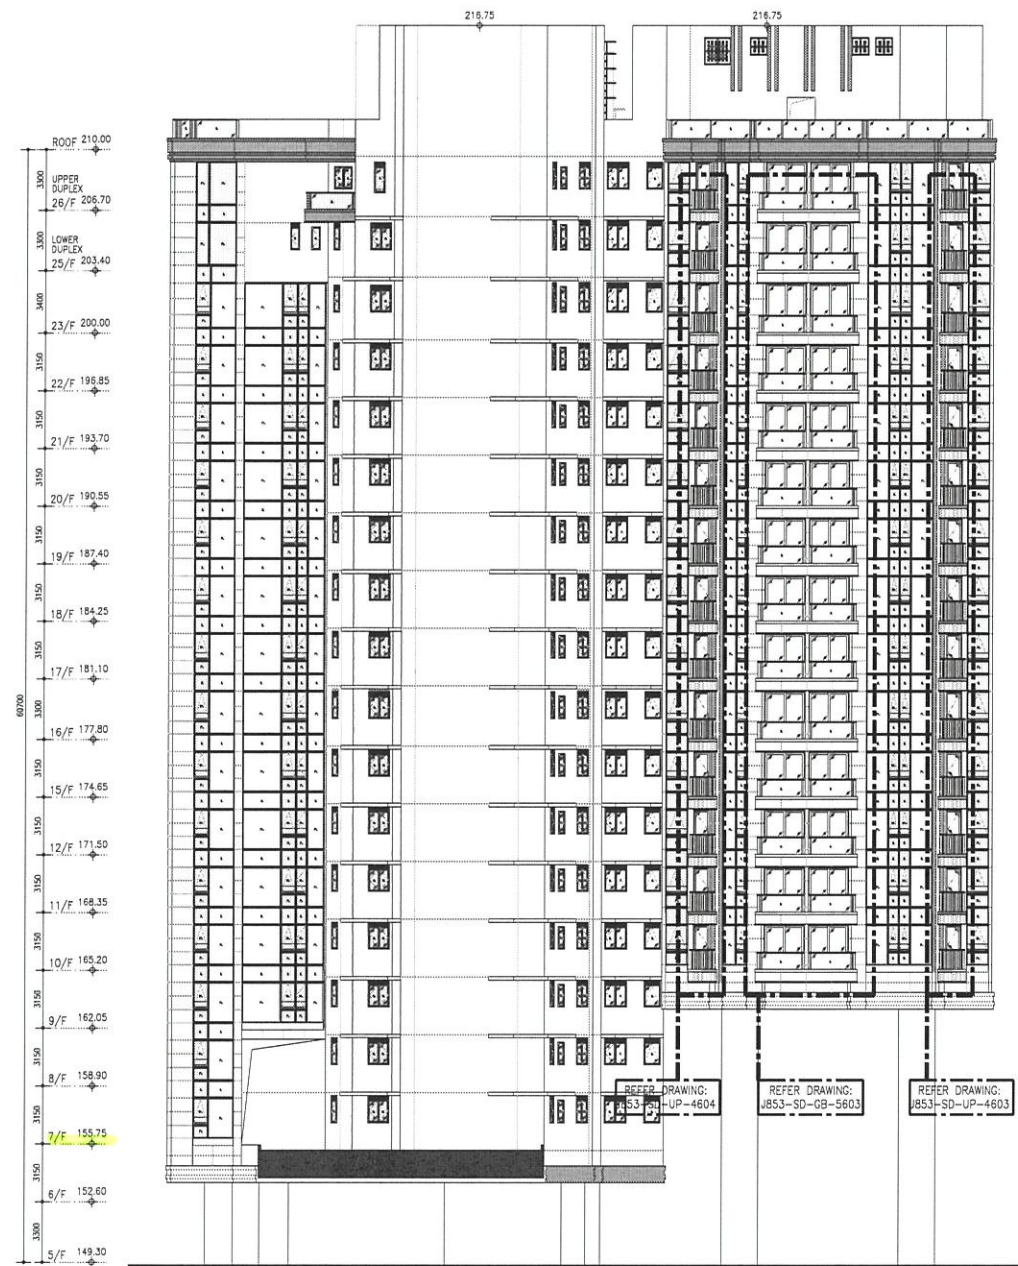 216.75
216.75
ROOF 210.00
3300
UPPER
DUPLEX
26/F 206.70
3300
LOWER
DUPLEX
25/F 203.40
3400
23/F 200.00
3150
22/F 196.85
3150
21/F 193.70
3150
20/F 190.55
3150
19/F 187.40
3150
18/F 184.25
3150
17/F 181.10
60700
3300
16/F 177.80
3150
15/F 174.65
3150
12/F 171.50
3150
11/F 168.35
3150
10/F 165.20
3150
9/F 162.05
3150
8/F 158.90
3150
7/F 155.75
3150
6/F 152.60
3300
5/F 149.30
REFER DRAWING:
J853-SD-UP-4604
REFER DRAWING:
J853-SD-GB-5603
REFER DRAWING:
J853-SD-UP-4603